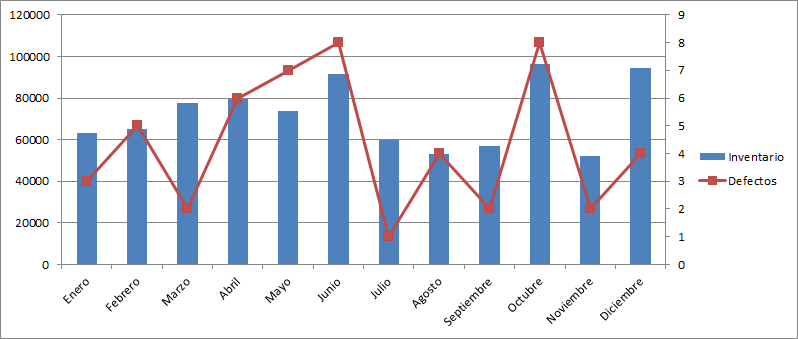 120000
100000
80000
60000
40000
20000
0
9
8
7
6
5
4
3
2
1
0
Enero
Febrero
Marzo
Abril
Mayo
Junio
Julio
Agosto
Septiembre
Octubre
Noviembre
Diciembre
Inventario
Defectos